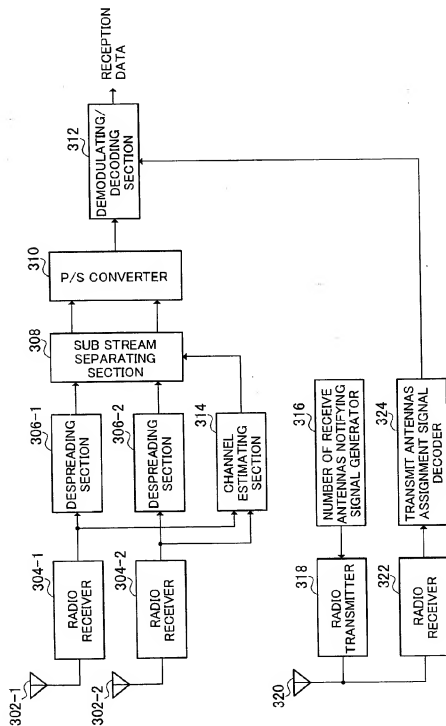 302-1
304-1
RADIO
RECEIVER
306-1
DESPREADING
SECTION
302-2
304-2
RADIO
RECEIVER
306-2
DESPREADING
SECTION
308
SUB STREAM
SEPARATING
SECTION
310
P/S CONVERTER
312
DEMODULATING/
DECODING
SECTION
RECEPTION
DATA
314
CHANNEL
ESTIMATING
SECTION
320
318
RADIO
TRANSMITTER
316
NUMBER OF RECEIVE
ANTENNAS NOTIFYING
SIGNAL GENERATOR
322
RADIO
RECEIVER
324
TRANSMIT ANTENNAS
ASSIGNMENT SIGNAL
DECODER